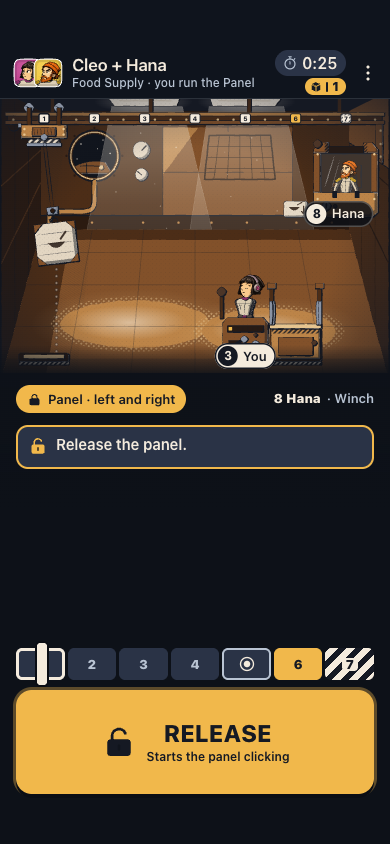 Cleo + Hana
0:25
Food Supply · you run the Panel
1
1 2 3 4 5 6 7
8 Hana
3 You
Panel · left and right
8 Hana · Winch
Release the panel.
2 3 4 6 7
RELEASE
Starts the panel clicking